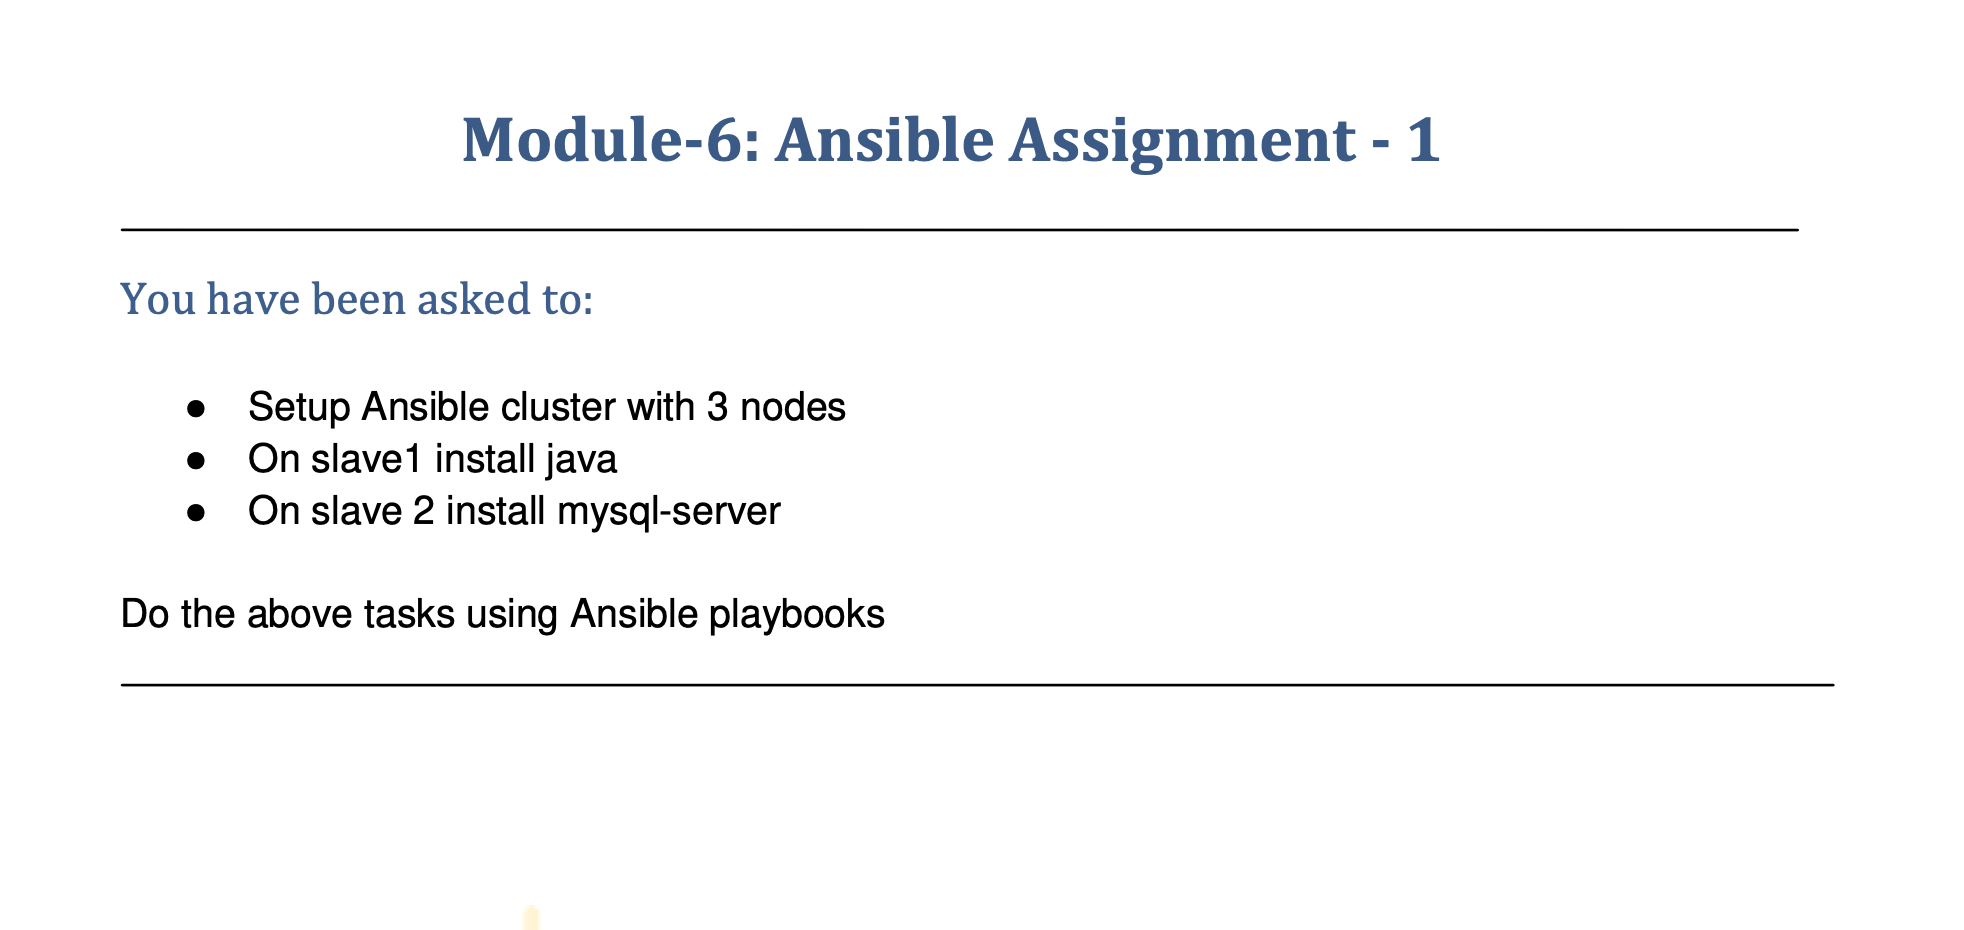 Module-6: Ansible Assignment - 1
You have been asked to:
● Setup Ansible cluster with 3 nodes
● On slave1 install java
● On slave 2 install mysql-server
Do the above tasks using Ansible playbooks